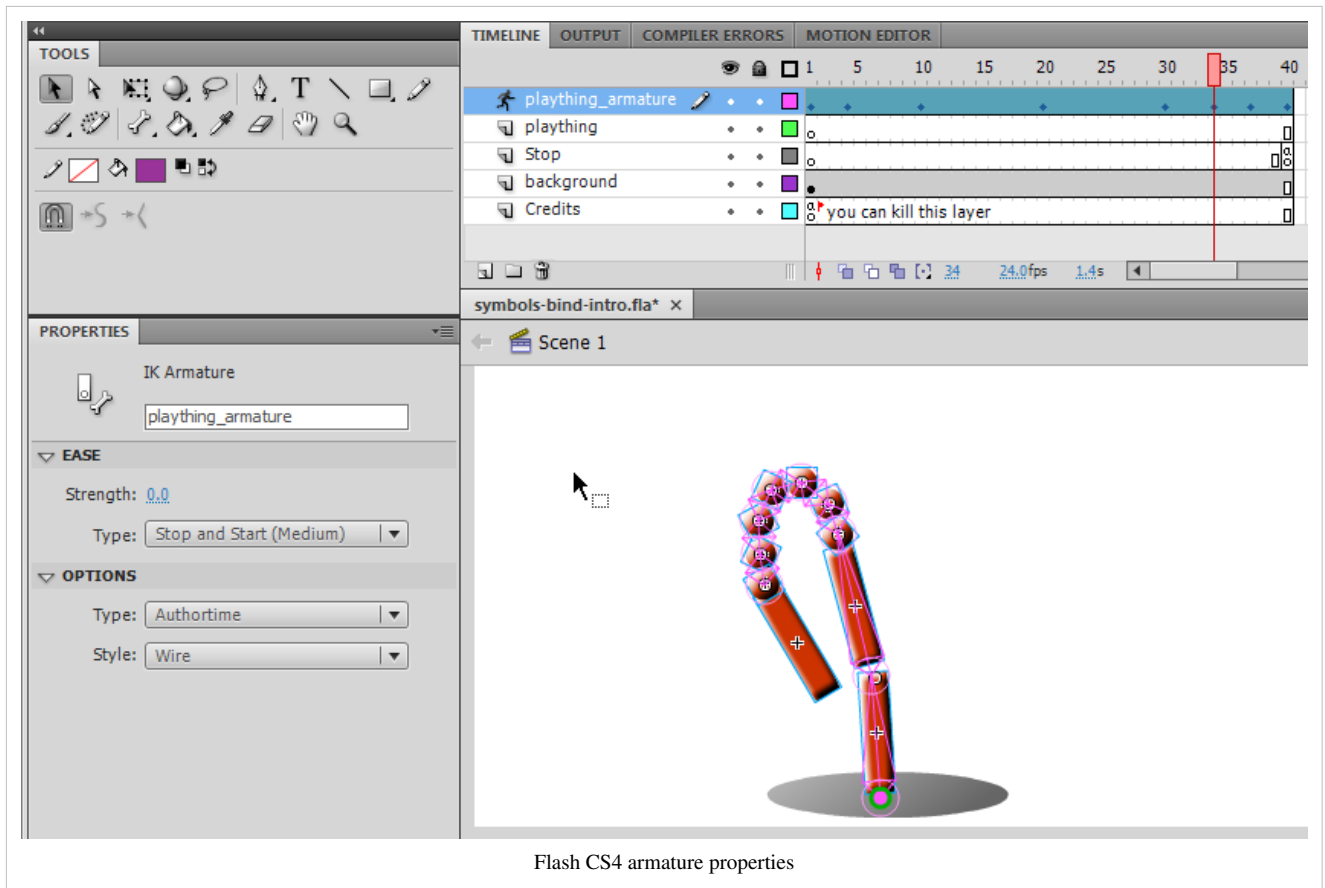 TOOLS
TIMELINE OUTPUT COMPILER ERRORS MOTION EDITOR
1 5 10 15 20 25 30 35 40
plaything_armature
plaything
Stop
background
Credits
you can kill this layer
34 24.0fps 1.4s
symbols-bind-intro.fla* ×
Scene 1
PROPERTIES
IK Armature
plaything_armature
EASE
Strength: 0.0
Type: Stop and Start (Medium)
OPTIONS
Type: Authortime
Style: Wire
Flash CS4 armature properties